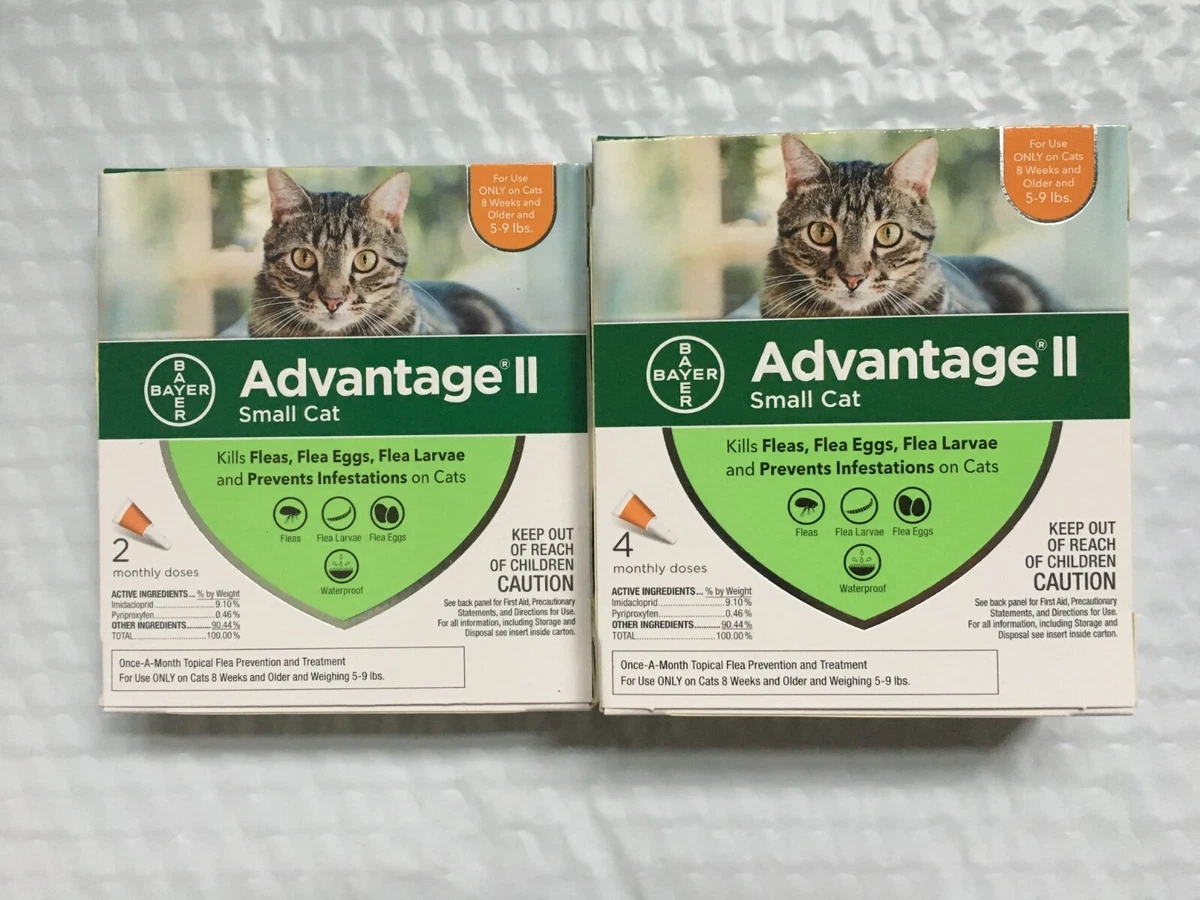 For Use
ONLY on Cats
8 Weeks and
Older and
5-9 lbs.
BAYER
BAYER
Advantage® II
Small Cat
Kills Fleas, Flea Eggs, Flea Larvae
and Prevents Infestations on Cats
Fleas
Flea Larvae
Flea Eggs
Waterproof
2
monthly doses
KEEP OUT
OF REACH
OF CHILDREN
CAUTION
ACTIVE INGREDIENTS... % by Weight
Imidacloprid.................... 9.10%
Pyriproxyfen.................... 0.46%
OTHER INGREDIENTS......... 90.44%
TOTAL........................ 100.00%
See back panel for First Aid, Precautionary
Statements, and Directions for Use.
For all information, including Storage and
Disposal see insert inside carton.
Once-A-Month Topical Flea Prevention and Treatment
For Use ONLY on Cats 8 Weeks and Older and Weighing 5-9 lbs.
For Use
ONLY on Cats
8 Weeks and
Older and
5-9 lbs.
BAYER
BAYER
Advantage® II
Small Cat
Kills Fleas, Flea Eggs, Flea Larvae
and Prevents Infestations on Cats
Fleas
Flea Larvae
Flea Eggs
Waterproof
4
monthly doses
KEEP OUT
OF REACH
OF CHILDREN
CAUTION
ACTIVE INGREDIENTS... % by Weight
Imidacloprid.................... 9.10%
Pyriproxyfen.................... 0.46%
OTHER INGREDIENTS......... 90.44%
TOTAL........................ 100.00%
See back panel for First Aid, Precautionary
Statements, and Directions for Use.
For all information, including Storage and
Disposal see insert inside carton.
Once-A-Month Topical Flea Prevention and Treatment
For Use ONLY on Cats 8 Weeks and Older and Weighing 5-9 lbs.